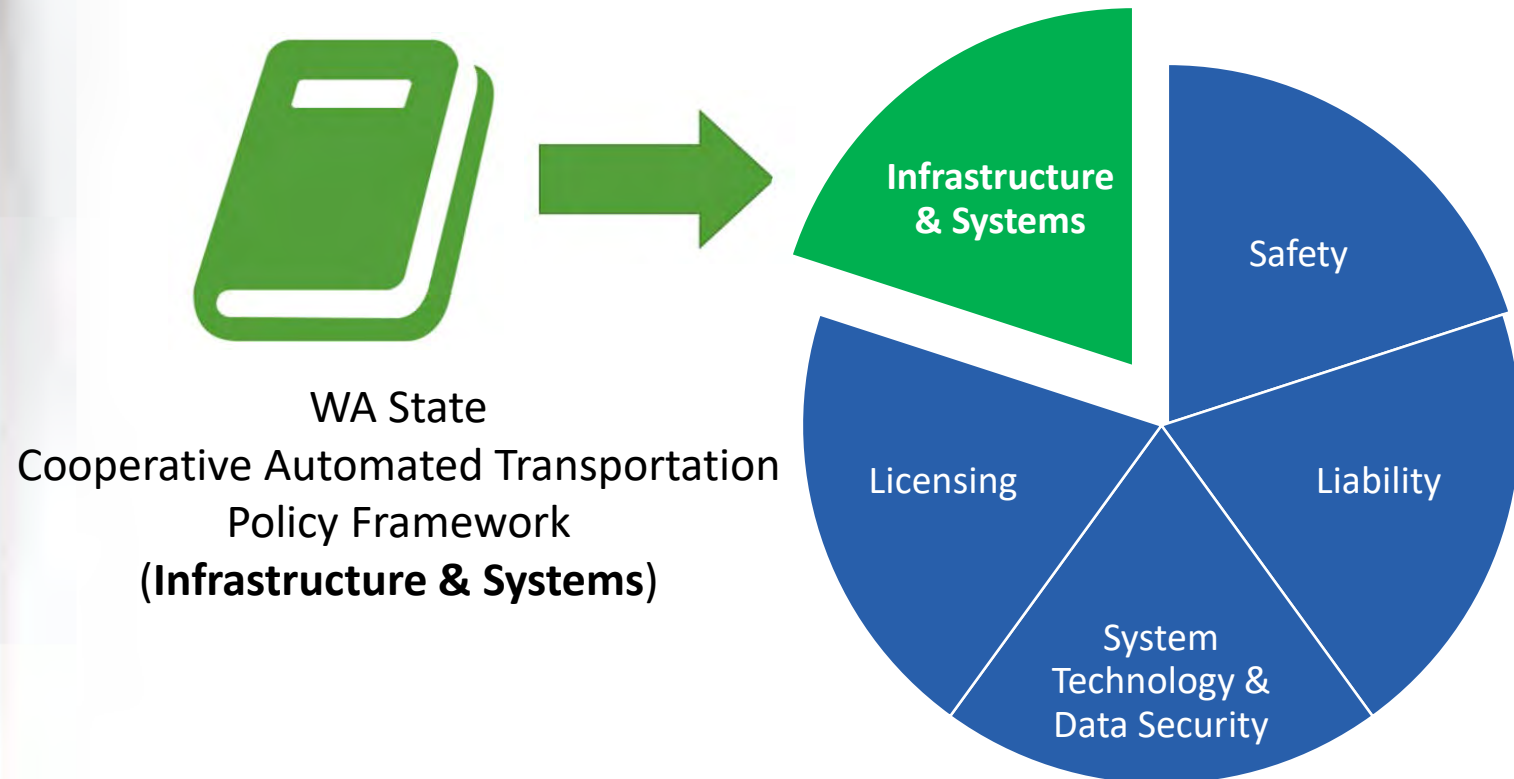 WA State
Cooperative Automated Transportation
Policy Framework
(Infrastructure & Systems)
Infrastructure
& Systems
Safety
Licensing
Liability
System
Technology &
Data Security